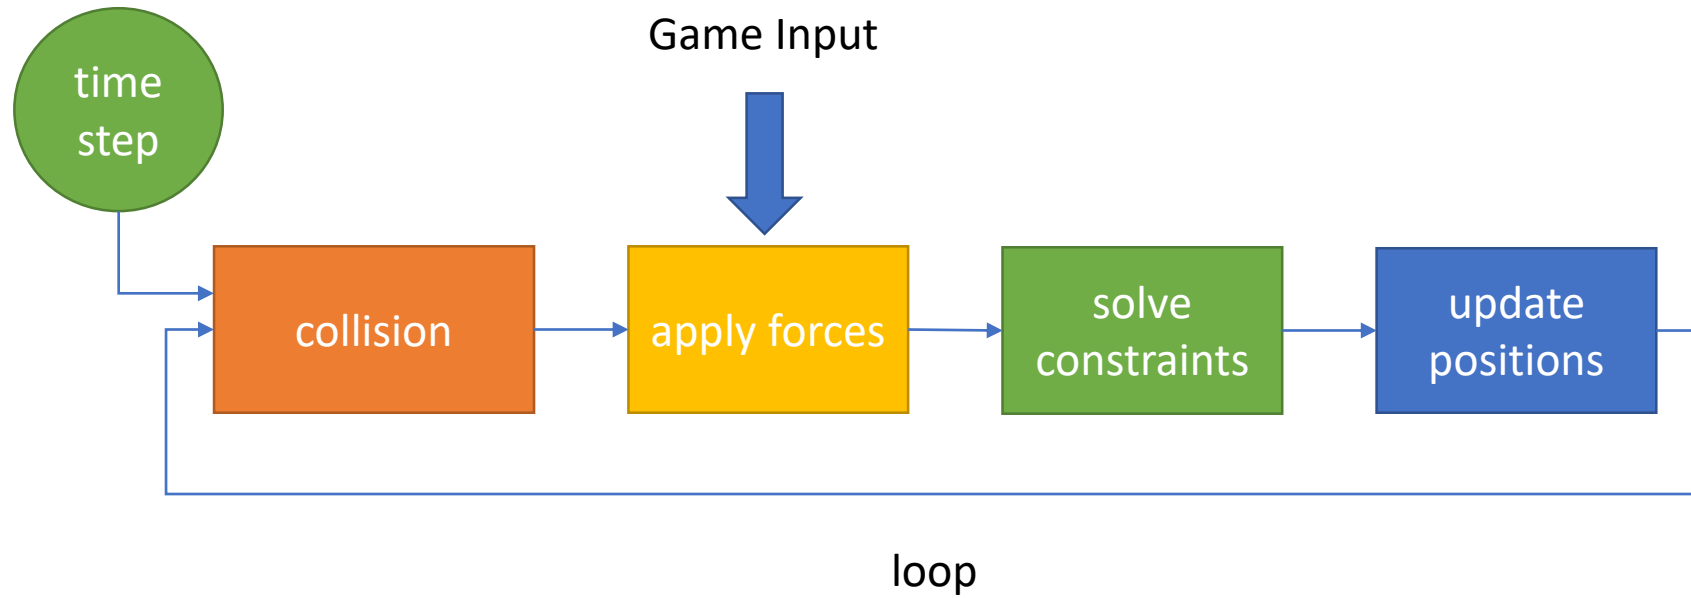 time
step
Game Input
collision
apply forces
solve
constraints
update
positions
loop